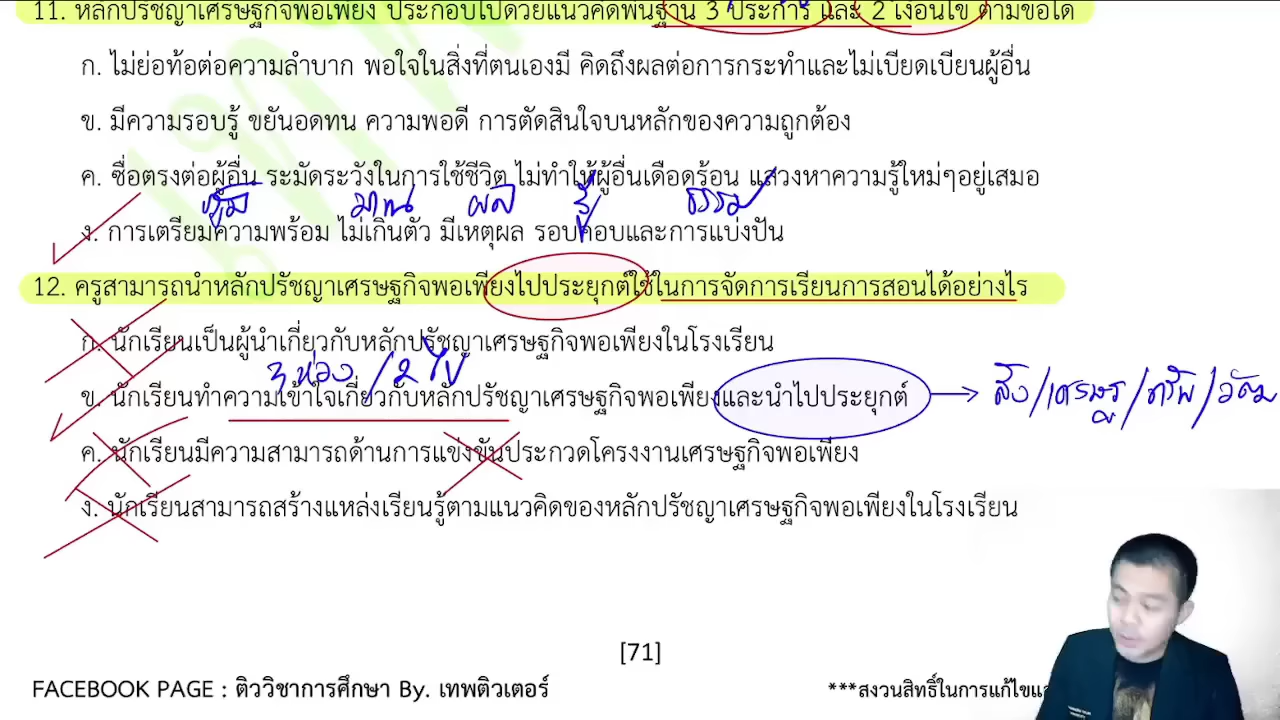 11. หลักปรัชญาเศรษฐกิจพอเพียง ประกอบไปด้วยแนวคิดพื้นฐาน 3 ประการ และ 2 เงื่อนไข ตามข้อใด
ก. ไม่ย่อท้อต่อความลำบาก พอใจในสิ่งที่ตนเองมี คิดถึงผลต่อการกระทำและไม่เบียดเบียนผู้อื่น
ข. มีความรอบรู้ ขยันอดทน ความพอดี การตัดสินใจบนหลักของความถูกต้อง
ค. ซื่อตรงต่อผู้อื่น ระมัดระวังในการใช้ชีวิต ไม่ทำให้ผู้อื่นเดือดร้อน แสวงหาความรู้ใหม่ๆอยู่เสมอ
ภูมิ มาณ ผล รู้ ธรรม
ง. การเตรียมความพร้อม ไม่เกินตัว มีเหตุผล รอบคอบและการแบ่งปัน
12. ครูสามารถนำหลักปรัชญาเศรษฐกิจพอเพียงไปประยุกต์ใช้ในการจัดการเรียนการสอนได้อย่างไร
ก. นักเรียนเป็นผู้นำเกี่ยวกับหลักปรัชญาเศรษฐกิจพอเพียงในโรงเรียน
3 ห่วง / 2 ไข
ข. นักเรียนทำความเข้าใจเกี่ยวกับหลักปรัชญาเศรษฐกิจพอเพียงและนำไปประยุกต์
ค. นักเรียนมีความสามารถด้านการแข่งขันประกวดโครงงานเศรษฐกิจพอเพียง
ง. นักเรียนสามารถสร้างแหล่งเรียนรู้ตามแนวคิดของหลักปรัชญาเศรษฐกิจพอเพียงในโรงเรียน
[71]
FACEBOOK PAGE : ติววิชาการศึกษา By. เทพติวเตอร์
***สงวนสิทธิ์ในการแก้ไข